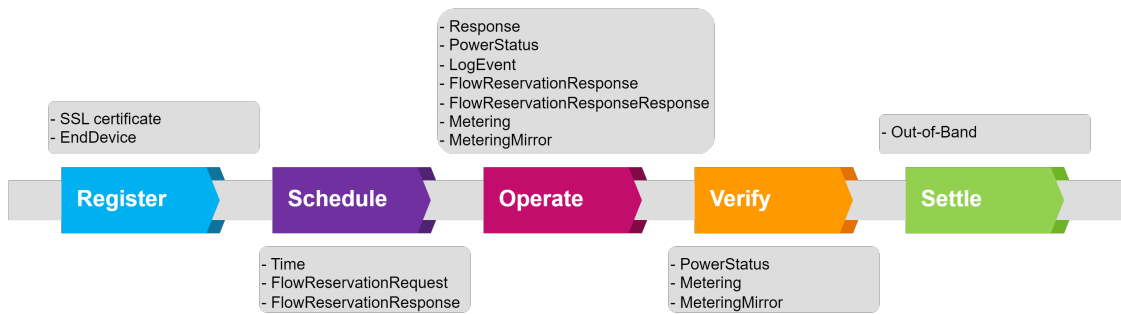 - Response
- PowerStatus
- LogEvent
- FlowReservationResponse
- FlowReservationResponseResponse
- Metering
- MeteringMirror
- SSL certificate
- EndDevice
- Out-of-Band
Register
Schedule
Operate
Verify
Settle
- Time
- FlowReservationRequest
- FlowReservationResponse
- PowerStatus
- Metering
- MeteringMirror